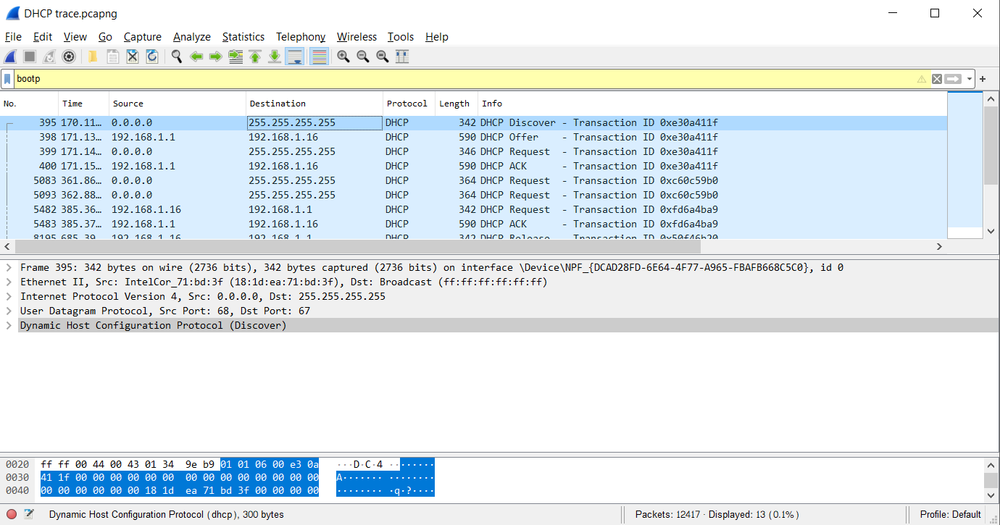 DHCP trace.pcapng
File Edit View Go Capture Analyze Statistics Telephony Wireless Tools Help
bootp
No. Time Source Destination Protocol Length Info
395 170.11… 0.0.0.0 255.255.255.255 DHCP 342 DHCP Discover - Transaction ID 0xe30a411f
398 171.13… 192.168.1.1 192.168.1.16 DHCP 590 DHCP Offer - Transaction ID 0xe30a411f
399 171.14… 0.0.0.0 255.255.255.255 DHCP 346 DHCP Request - Transaction ID 0xe30a411f
400 171.15… 192.168.1.1 192.168.1.16 DHCP 590 DHCP ACK - Transaction ID 0xe30a411f
5083 361.86… 0.0.0.0 255.255.255.255 DHCP 364 DHCP Request - Transaction ID 0xc60c59b0
5093 362.88… 0.0.0.0 255.255.255.255 DHCP 364 DHCP Request - Transaction ID 0xc60c59b0
5482 385.36… 192.168.1.16 192.168.1.1 DHCP 342 DHCP Request - Transaction ID 0xfd6a4ba9
5483 385.37… 192.168.1.1 192.168.1.16 DHCP 590 DHCP ACK - Transaction ID 0xfd6a4ba9
8195 685.39… 192.168.1.16 192.168.1.1 DHCP 342 DHCP Release - Transaction ID 0x50f46b20
Frame 395: 342 bytes on wire (2736 bits), 342 bytes captured (2736 bits) on interface \Device\NPF_{DCAD28FD-6E64-4F77-A965-FBAFB668C5C0}, id 0
Ethernet II, Src: IntelCor_71:bd:3f (18:1d:ea:71:bd:3f), Dst: Broadcast (ff:ff:ff:ff:ff:ff)
Internet Protocol Version 4, Src: 0.0.0.0, Dst: 255.255.255.255
User Datagram Protocol, Src Port: 68, Dst Port: 67
Dynamic Host Configuration Protocol (Discover)
0020 ff ff 00 44 00 43 01 34 9e b9 01 01 06 00 e3 0a ···D·C·4 ········
0030 41 1f 00 00 00 00 00 00 00 00 00 00 00 00 00 00 A······· ········
0040 00 00 00 00 00 00 18 1d ea 71 bd 3f 00 00 00 00 ········ ·q·?····
Dynamic Host Configuration Protocol (dhcp), 300 bytes Packets: 12417 · Displayed: 13 (0.1%) Profile: Default